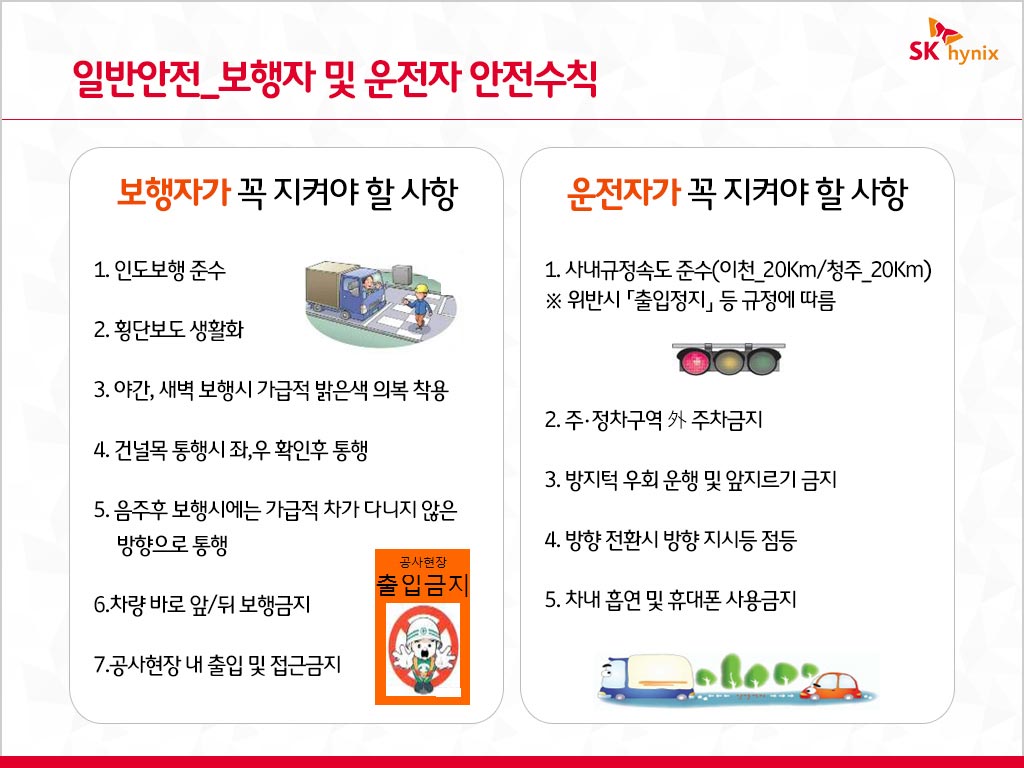 SK hynix
일반안전_보행자 및 운전자 안전수칙
보행자가 꼭 지켜야 할 사항
1. 인도보행 준수
2. 횡단보도 생활화
3. 야간, 새벽 보행시 가급적 밝은색 의복 착용
4. 건널목 통행시 좌,우 확인후 통행
5. 음주후 보행시에는 가급적 차가 다니지 않은
방향으로 통행
6.차량 바로 앞/뒤 보행금지
7.공사현장 내 출입 및 접근금지
공사현장
출입금지
운전자가 꼭 지켜야 할 사항
1. 사내규정속도 준수(이천_20Km/청주_20Km)
※ 위반시 「출입정지」 등 규정에 따름
2. 주·정차구역 外 주차금지
3. 방지턱 우회 운행 및 앞지르기 금지
4. 방향 전환시 방향 지시등 점등
5. 차내 흡연 및 휴대폰 사용금지